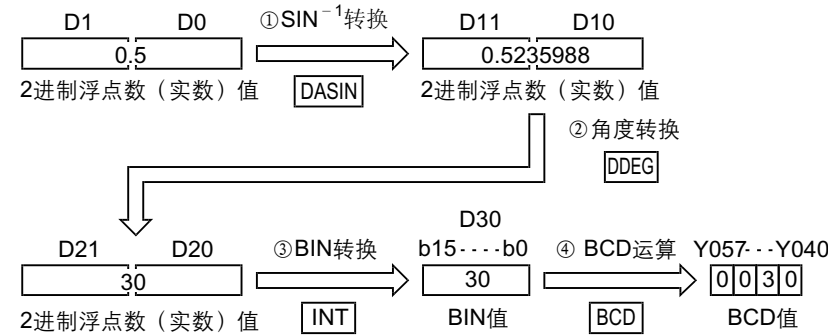 D1 D0 ①SIN⁻¹转换 D11 D10
0.5 0.5235988
2进制浮点数（实数）值 DASIN 2进制浮点数（实数）值
②角度转换
DDEG
D30
D21 D20 ③BIN转换 b15----b0 ④ BCD运算 Y057---Y040
30 30 0 0 3 0
2进制浮点数（实数）值 INT BIN值 BCD BCD值